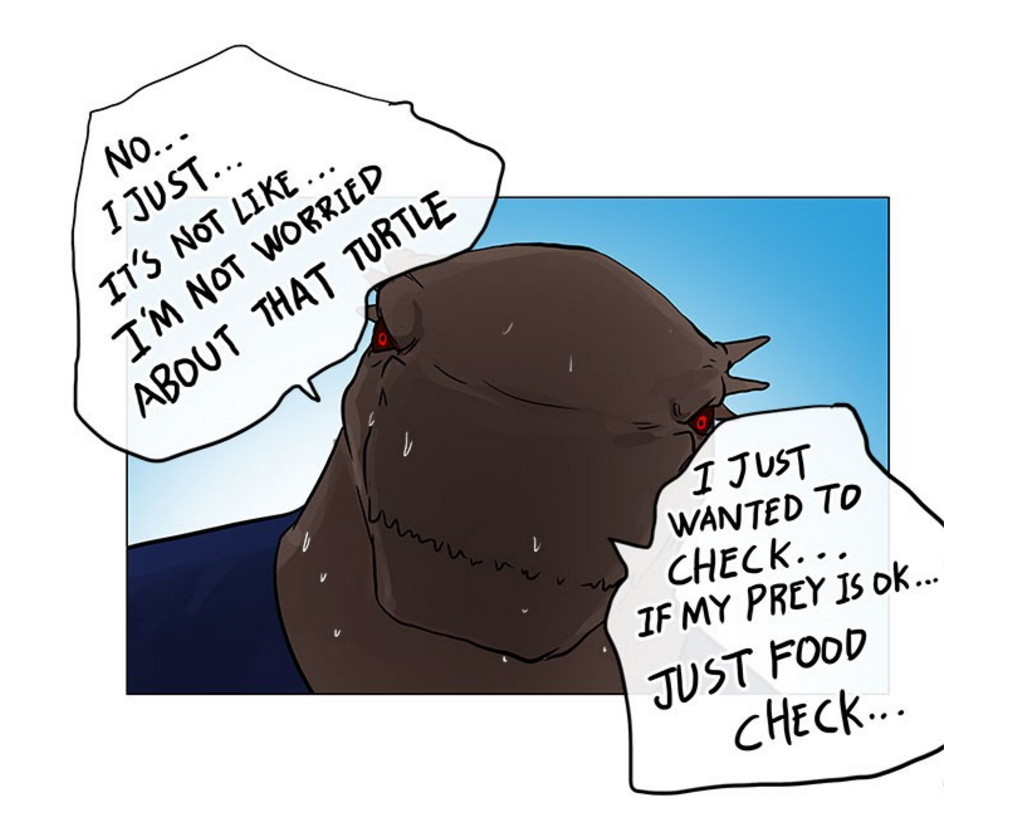 NO...
I JUST...
IT'S NOT LIKE...
I'M NOT WORRIED
ABOUT THAT TURTLE
I JUST
WANTED TO
CHECK...
IF MY PREY IS OK...
JUST FOOD
CHECK...